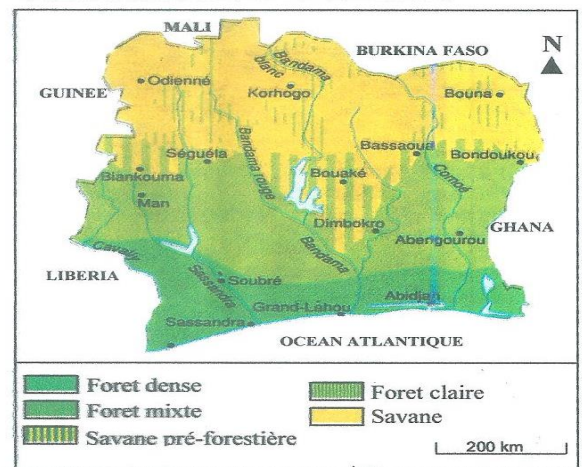 MALI
BURKINA FASO
N
GUINEE
Odienné
Bandama
blanc
Korhogo
Bouna
Bandama rouge
Bassaoua
Bondoukou
Séguéla
Comoé
Biankouma
Bouaké
Man
Dimbokro
GHANA
Bandama
Abengourou
Cavally
LIBERIA
Sassandra
Soubré
Grand-Lahou
Abidjan
Sassandra
OCEAN ATLANTIQUE
Foret dense
Foret claire
Foret mixte
Savane
Savane pré-forestière
200 km